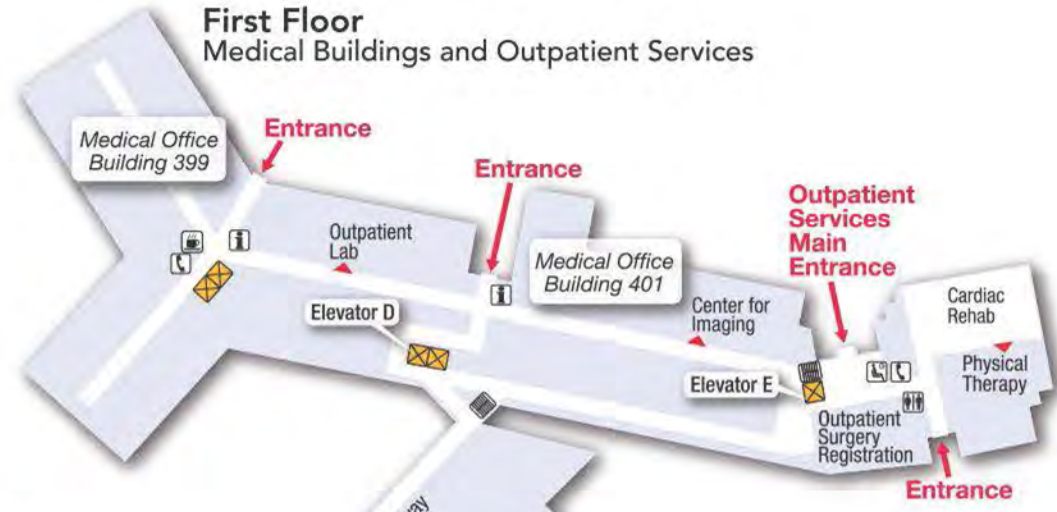 First Floor
Medical Buildings and Outpatient Services
Medical Office
Building 399
Entrance
Entrance
Outpatient
Lab
Medical Office
Building 401
Outpatient
Services
Main
Entrance
Elevator D
Center for
Imaging
Cardiac
Rehab
Physical
Therapy
Elevator E
Outpatient
Surgery
Registration
Entrance